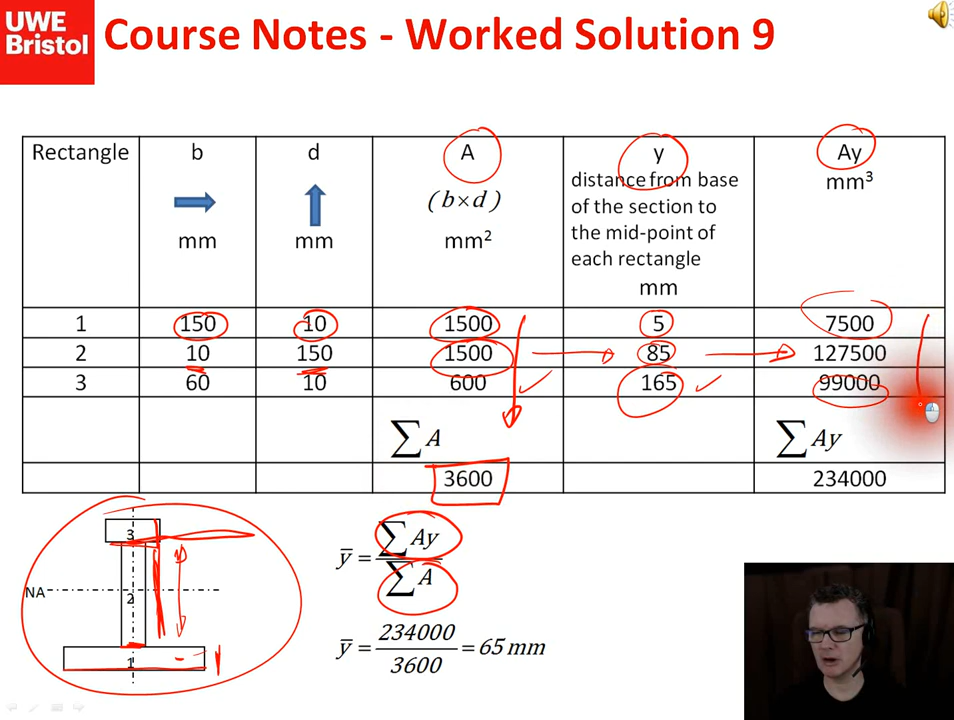 UWE
Bristol
Course Notes - Worked Solution 9
Rectangle b d A y Ay
(b×d) distance from base mm³
of the section to
mm mm mm² the mid-point of
each rectangle
mm
1 150 10 1500 5 7500
2 10 150 1500 85 127500
3 60 10 600 165 99000
∑A ∑Ay
3600 234000
3
NA
2
1
y̅ = ∑Ay / ∑A
y̅ = 234000 / 3600 = 65 mm